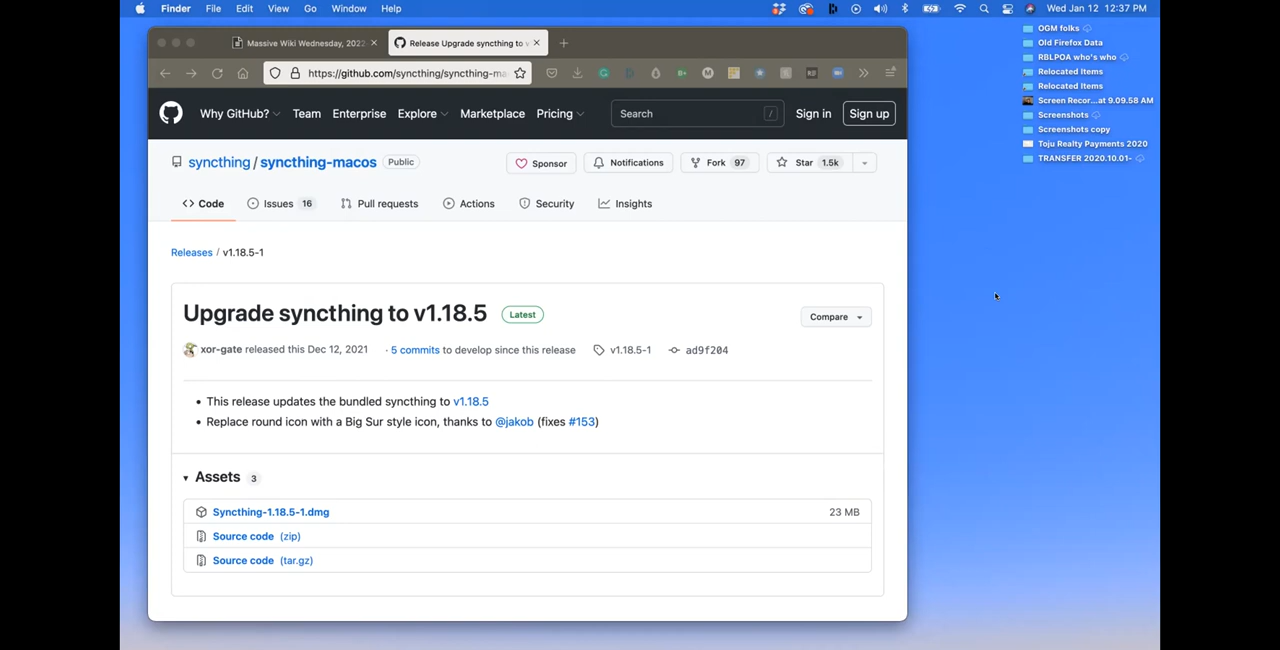 Finder File Edit View Go Window Help Wed Jan 12 12:37 PM
OGM folks
Old Firefox Data
RBLPOA who's who
Relocated Items
Relocated Items
Screen Recor...at 9.09.58 AM
Screenshots
Screenshots copy
Toju Realty Payments 2020
TRANSFER 2020.10.01-
Massive Wiki Wednesday, 2022 Release Upgrade syncthing to v
https://github.com/syncthing/syncthing-m
Why GitHub? Team Enterprise Explore Marketplace Pricing Search / Sign in Sign up
syncthing / syncthing-macos Public Sponsor Notifications Fork 97 Star 1.5k
Code Issues 16 Pull requests Actions Security Insights
Releases / v1.18.5-1
Upgrade syncthing to v1.18.5 Latest Compare
xor-gate released this Dec 12, 2021 · 5 commits to develop since this release v1.18.5-1 ad9f204
• This release updates the bundled syncthing to v1.18.5
• Replace round icon with a Big Sur style icon, thanks to @jakob (fixes #153)
Assets 3
Syncthing-1.18.5-1.dmg 23 MB
Source code (zip)
Source code (tar.gz)